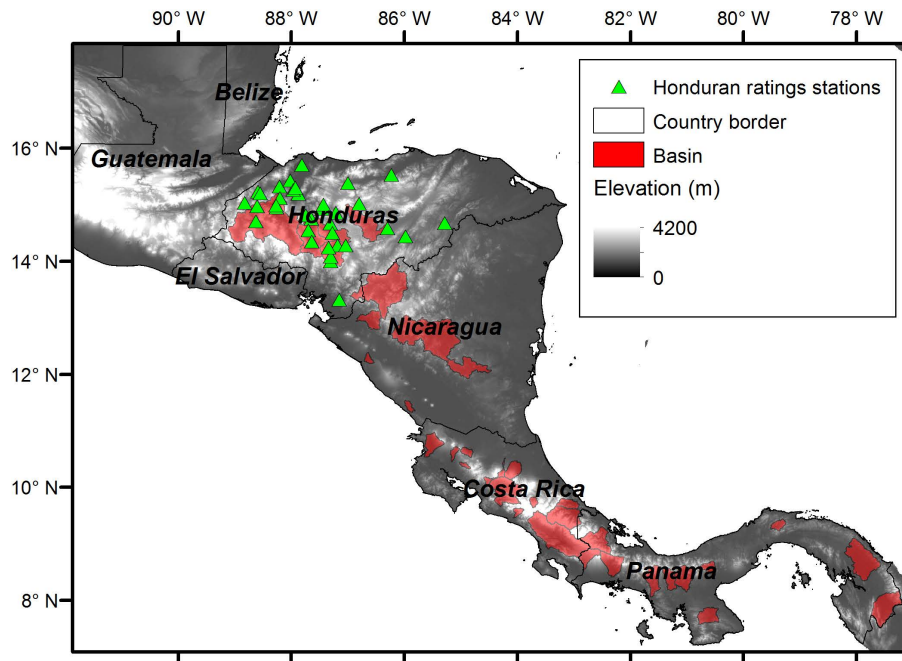 90° W 88° W 86° W 84° W 82° W 80° W 78° W
Belize
Honduran ratings stations
Country border
Basin
Elevation (m)
4200
0
16° N
Guatemala
Honduras
14° N
El Salvador
Nicaragua
12° N
10° N
Costa Rica
Panama
8° N